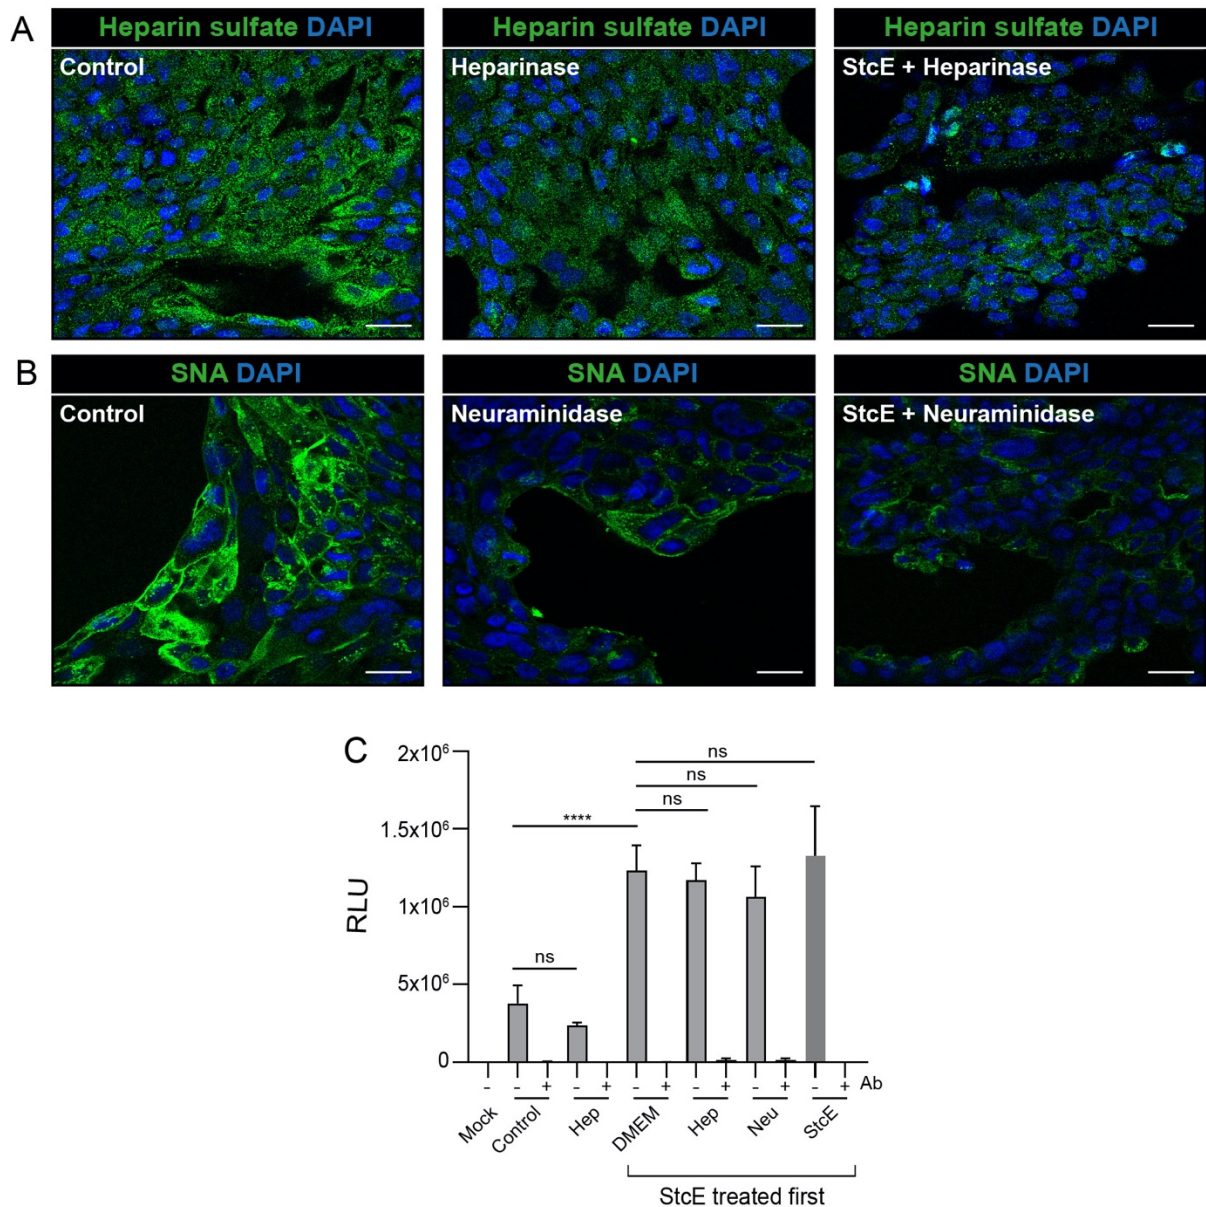 A
Heparin sulfate DAPI
Heparin sulfate DAPI
Heparin sulfate DAPI
Control
Heparinase
StcE + Heparinase
B
SNA DAPI
SNA DAPI
SNA DAPI
Control
Neuraminidase
StcE + Neuraminidase
C
2x10⁶
1.5x10⁶
1x10⁶
5x10⁶
0
RLU
ns
ns
ns
****
ns
- - + - + - + - + - + - + Ab
Mock
Control
Hep
DMEM
Hep
Neu
StcE
StcE treated first